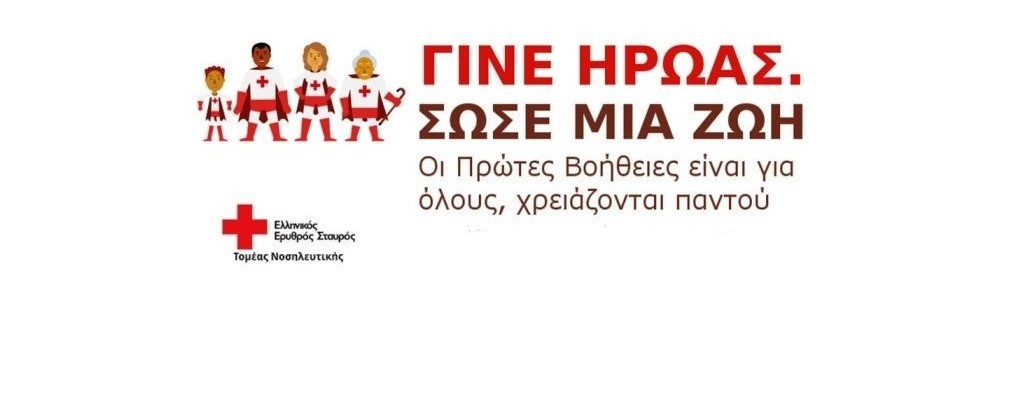 ΓΙΝΕ ΗΡΩΑΣ.
ΣΩΣΕ ΜΙΑ ΖΩΗ
Οι Πρώτες Βοήθειες είναι για
όλους, χρειάζονται παντού
Ελληνικός
Ερυθρός Σταυρός
Τομέας Νοσηλευτικής